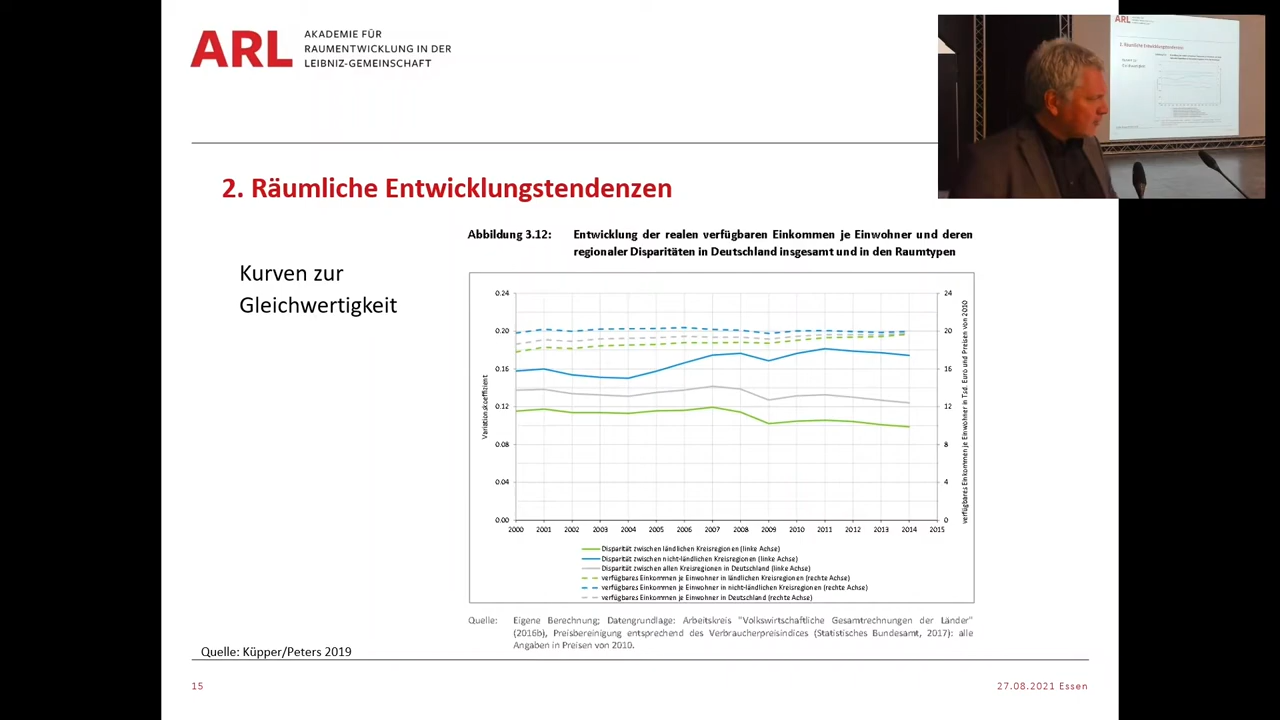 ARL
AKADEMIE FÜR
RAUMENTWICKLUNG IN DER
LEIBNIZ-GEMEINSCHAFT
ARL
2. Räumliche Entwicklungstendenzen
2. Räumliche Entwicklungstendenzen
Kurven zur
Gleichwertigkeit
Abbildung 3.12: Entwicklung der realen verfügbaren Einkommen je Einwohner und deren
regionaler Disparitäten in Deutschland insgesamt und in den Raumtypen
Variationskoeffizient
0.24
0.20
0.16
0.12
0.08
0.04
0.00
24
20
16
12
8
4
0
verfügbares Einkommen je Einwohner in Tsd. Euro und Preisen von 2010
2000 2001 2002 2003 2004 2005 2006 2007 2008 2009 2010 2011 2012 2013 2014 2015
Disparität zwischen ländlichen Kreisregionen (linke Achse)
Disparität zwischen nicht-ländlichen Kreisregionen (linke Achse)
Disparität zwischen allen Kreisregionen in Deutschland (linke Achse)
verfügbares Einkommen je Einwohner in ländlichen Kreisregionen (rechte Achse)
verfügbares Einkommen je Einwohner in nicht-ländlichen Kreisregionen (rechte Achse)
verfügbares Einkommen je Einwohner in Deutschland (rechte Achse)
Quelle: Eigene Berechnung; Datengrundlage: Arbeitskreis "Volkswirtschaftliche Gesamtrechnungen der Länder"
(2016b), Preisbereinigung entsprechend des Verbraucherpreisindices (Statistisches Bundesamt, 2017): alle
Angaben in Preisen von 2010.
Quelle: Küpper/Peters 2019
15
27.08.2021 Essen